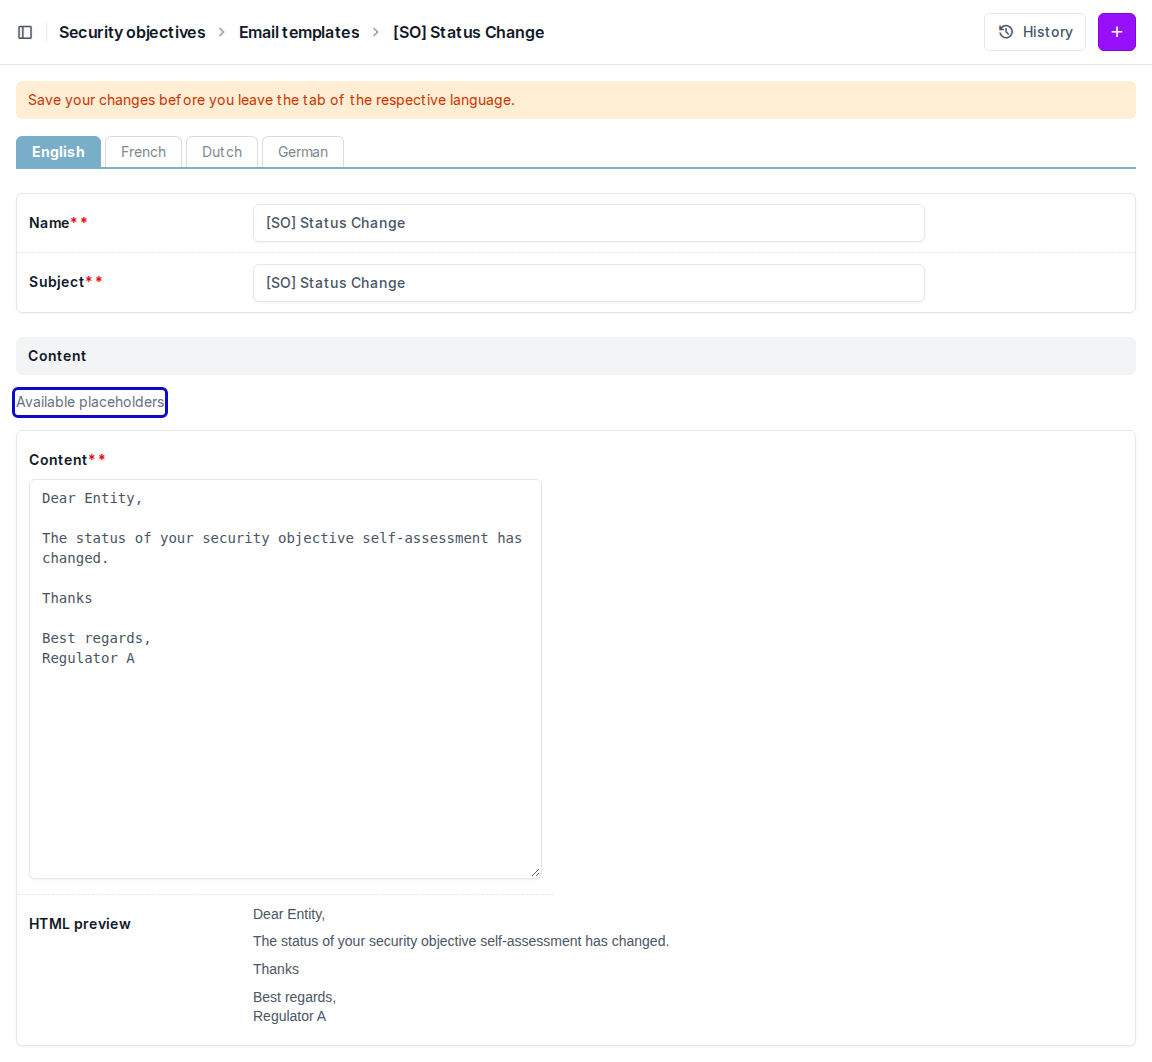 Security objectives > Email templates > [SO] Status Change
History
+
Save your changes before you leave the tab of the respective language.
English French Dutch German
Name**
[SO] Status Change
Subject**
[SO] Status Change
Content
Available placeholders
Content**
Dear Entity,
The status of your security objective self-assessment has
changed.
Thanks
Best regards,
Regulator A
HTML preview
Dear Entity,
The status of your security objective self-assessment has changed.
Thanks
Best regards,
Regulator A